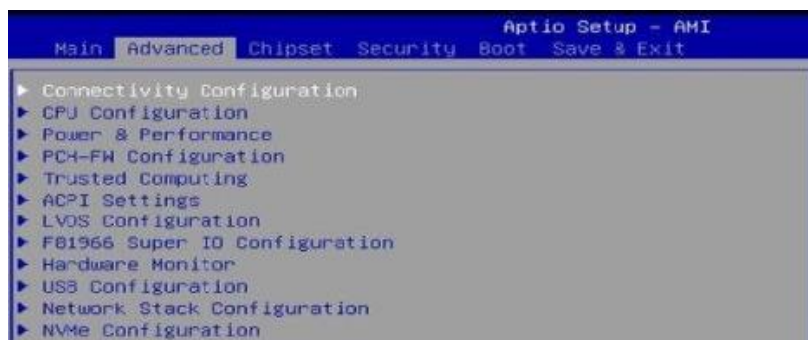 Aptio Setup - AMI
Main Advanced Chipset Security Boot Save & Exit
Connectivity Configuration
CPU Configuration
Power & Performance
PCH-FW Configuration
Trusted Computing
ACPI Settings
LVDS Configuration
F81966 Super IO Configuration
Hardware Monitor
USB Configuration
Network Stack Configuration
NVMe Configuration